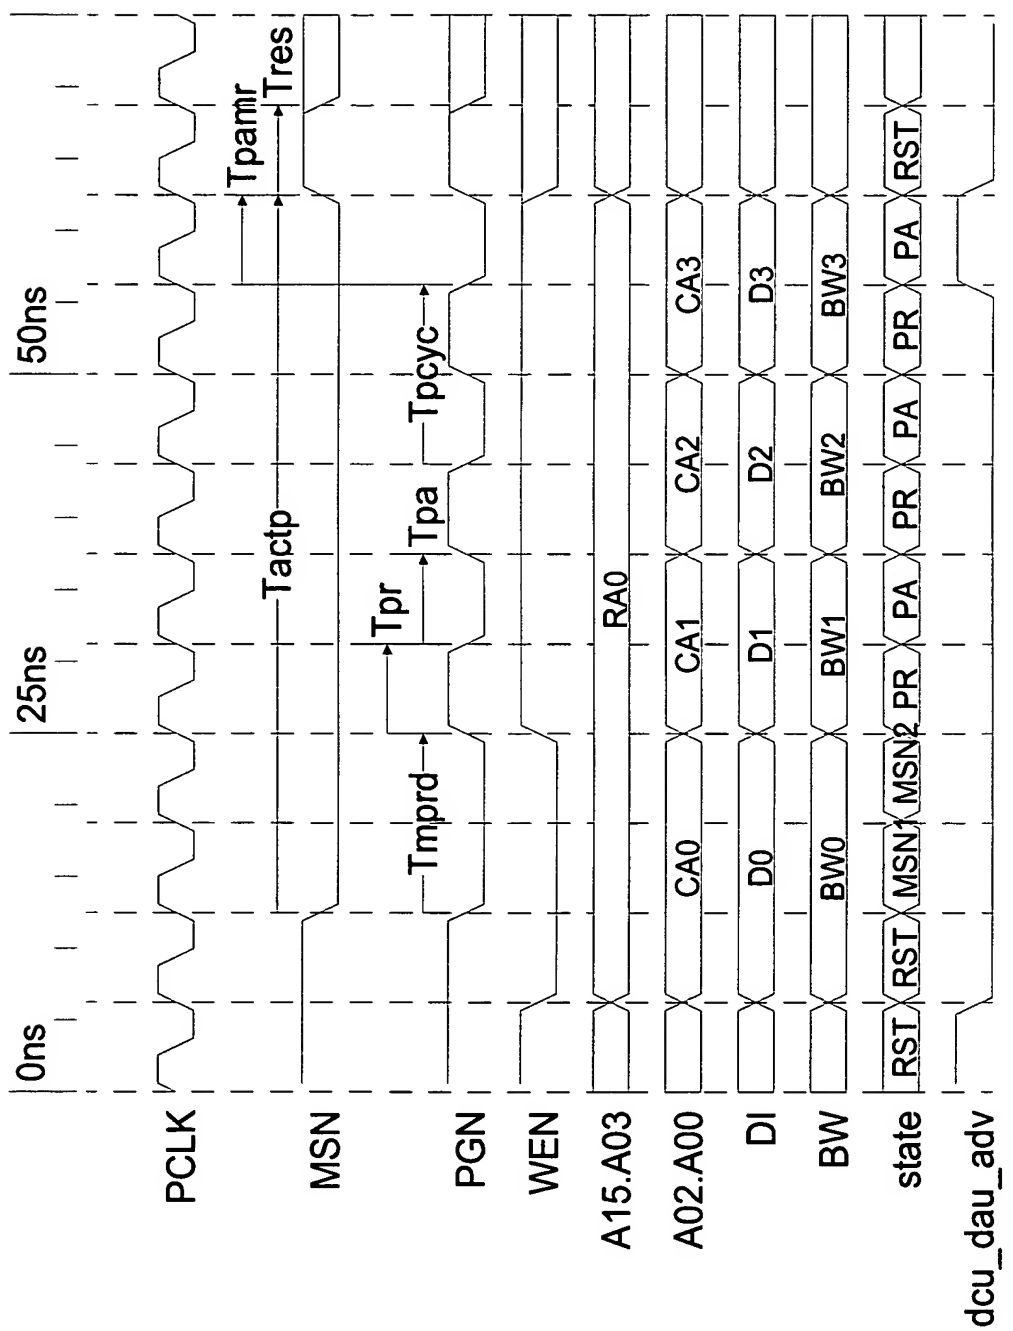 0ns 25ns 50ns
PCLK
Tpamr
MSN Tactp Tres
Tpr
PGN Tmprd Tpa Tpcyc
WEN
A15.A03 RA0
A02.A00 CA0 CA1 CA2 CA3
DI D0 D1 D2 D3
BW BW0 BW1 BW2 BW3
state RST RST MSN1 MSN2 PR PA PR PA PR PA RST
dcu_dau_adv